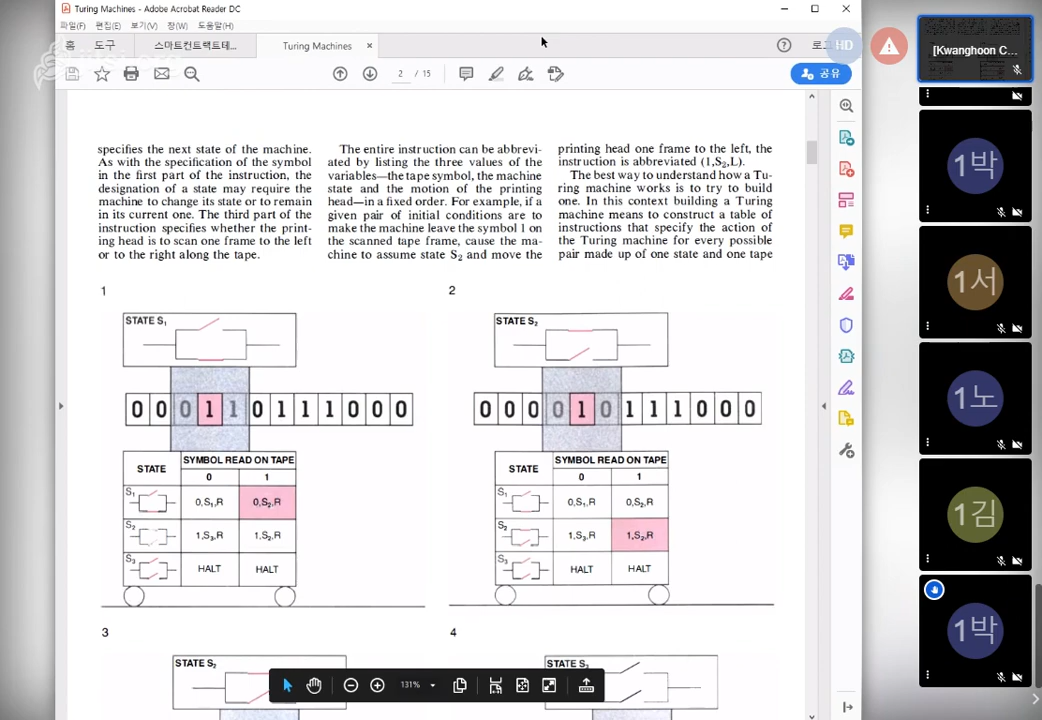 Turing Machines - Adobe Acrobat Reader DC
파일(F) 편집(E) 보기(V) 창(W) 도움말(H)
홈 도구 스마트컨트랙트테... Turing Machines × ? 로그 HD
2 / 15 공유
[Kwanghoon C...
1박
1서
1노
1김
1박
specifies the next state of the machine.
As with the specification of the symbol
in the first part of the instruction, the
designation of a state may require the
machine to change its state or to remain
in its current one. The third part of the
instruction specifies whether the print-
ing head is to scan one frame to the left
or to the right along the tape.
The entire instruction can be abbrevi-
ated by listing the three values of the
variables—the tape symbol, the machine
state and the motion of the printing
head—in a fixed order. For example, if a
given pair of initial conditions are to
make the machine leave the symbol 1 on
the scanned tape frame, cause the ma-
chine to assume state S₂ and move the
printing head one frame to the left, the
instruction is abbreviated (1,S₂,L).
The best way to understand how a Tu-
ring machine works is to try to build
one. In this context building a Turing
machine means to construct a table of
instructions that specify the action of
the Turing machine for every possible
pair made up of one state and one tape
1
STATE S₁
0 0 0 1 1 0 1 1 1 0 0 0
STATE SYMBOL READ ON TAPE
0 1
S₁ 0,S₁,R 0,S₂,R
S₂ 1,S₃,R 1,S₂,R
S₃ HALT HALT
2
STATE S₂
0 0 0 0 1 0 1 1 1 0 0 0
STATE SYMBOL READ ON TAPE
0 1
S₁ 0,S₁,R 0,S₂,R
S₂ 1,S₃,R 1,S₂,R
S₃ HALT HALT
3
STATE S₂
4
STATE S₃
131%